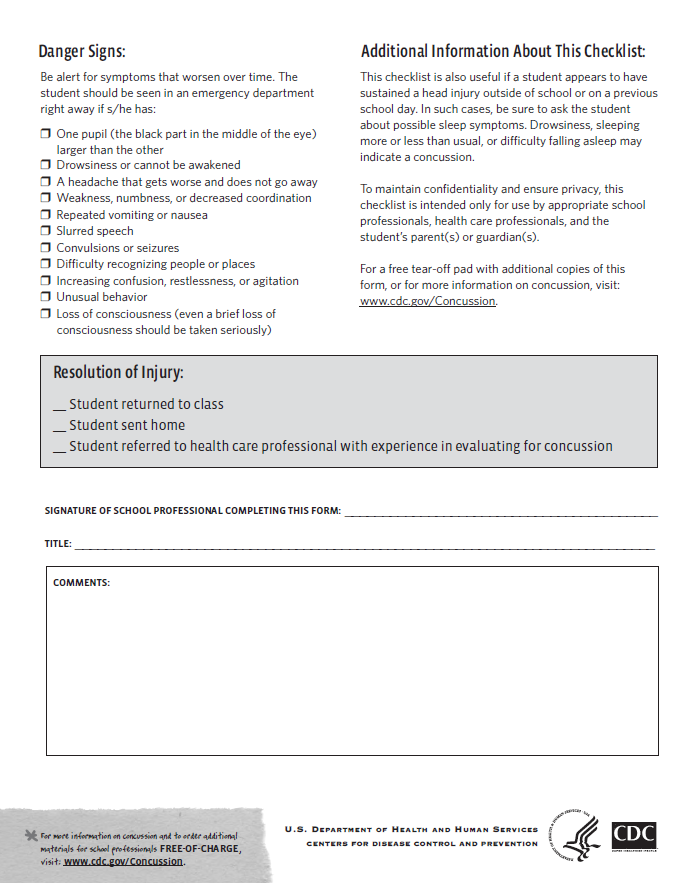 Danger Signs:
Be alert for symptoms that worsen over time. The
student should be seen in an emergency department
right away if s/he has:
❒ One pupil (the black part in the middle of the eye)
larger than the other
❒ Drowsiness or cannot be awakened
❒ A headache that gets worse and does not go away
❒ Weakness, numbness, or decreased coordination
❒ Repeated vomiting or nausea
❒ Slurred speech
❒ Convulsions or seizures
❒ Difficulty recognizing people or places
❒ Increasing confusion, restlessness, or agitation
❒ Unusual behavior
❒ Loss of consciousness (even a brief loss of
consciousness should be taken seriously)
Additional Information About This Checklist:
This checklist is also useful if a student appears to have
sustained a head injury outside of school or on a previous
school day. In such cases, be sure to ask the student
about possible sleep symptoms. Drowsiness, sleeping
more or less than usual, or difficulty falling asleep may
indicate a concussion.
To maintain confidentiality and ensure privacy, this
checklist is intended only for use by appropriate school
professionals, health care professionals, and the
student's parent(s) or guardian(s).
For a free tear-off pad with additional copies of this
form, or for more information on concussion, visit:
www.cdc.gov/Concussion.
Resolution of Injury:
__ Student returned to class
__ Student sent home
__ Student referred to health care professional with experience in evaluating for concussion
SIGNATURE OF SCHOOL PROFESSIONAL COMPLETING THIS FORM: ____
TITLE: ____
COMMENTS:
For more information on concussion and to order additional
materials for school professionals FREE-OF-CHARGE,
visit: www.cdc.gov/Concussion.
U.S. Department of Health and Human Services
CENTERS FOR DISEASE CONTROL AND PREVENTION
CDC